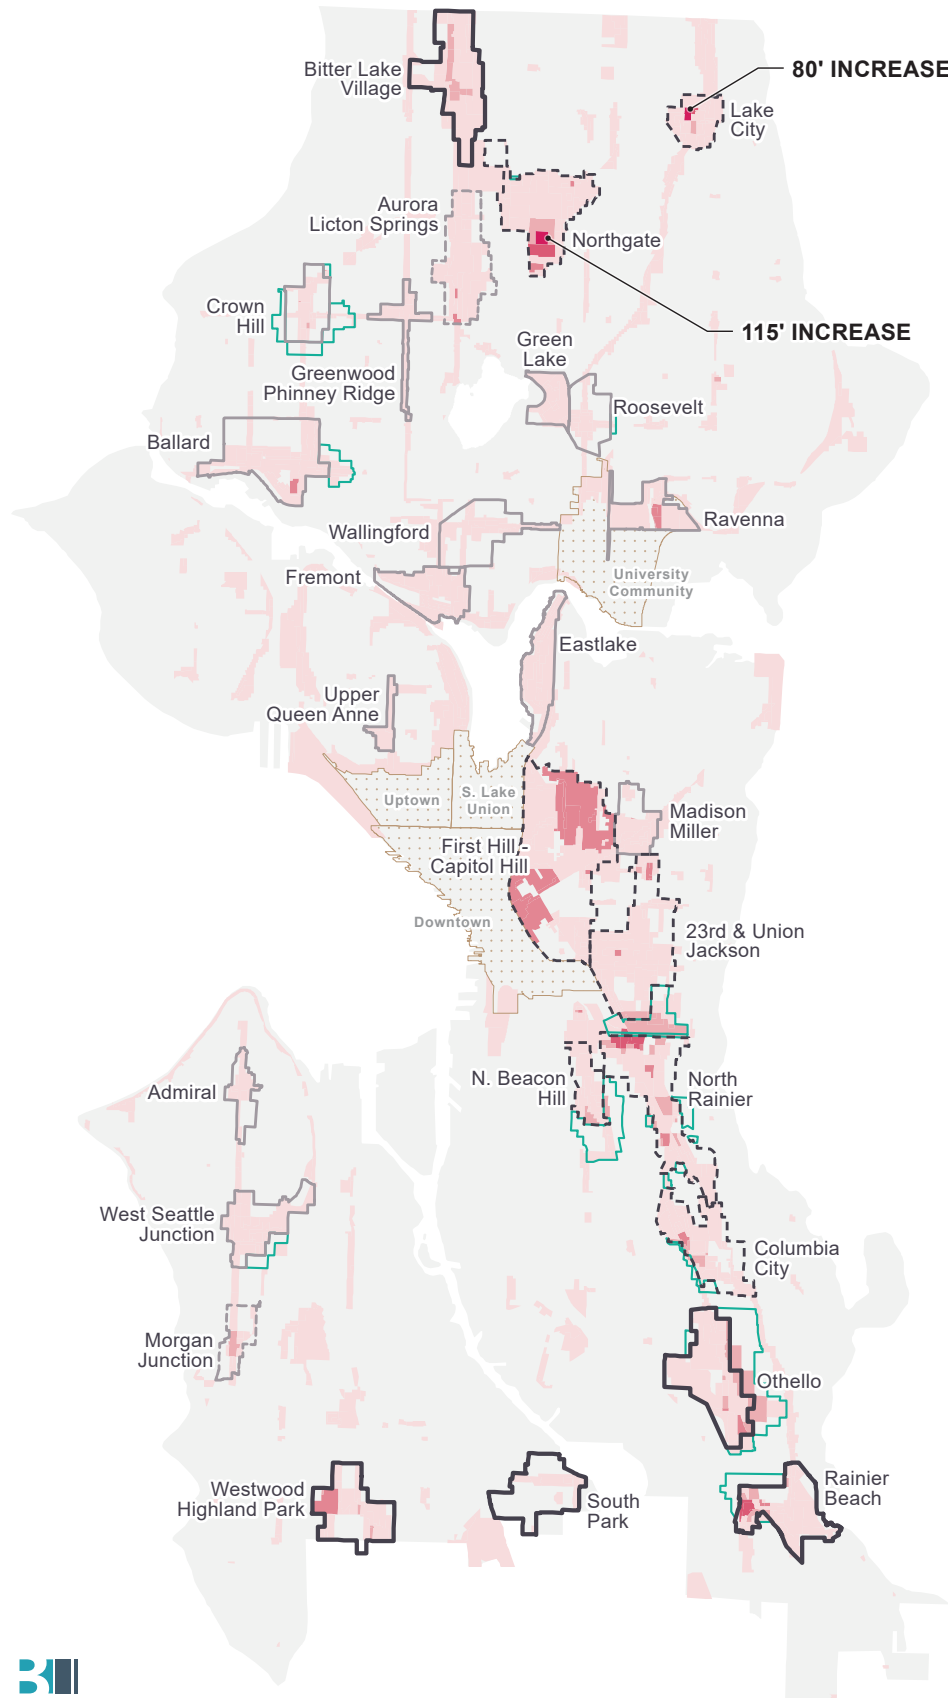 Bitter Lake
Village
80' INCREASE
Lake
City
Aurora
Licton Springs
Northgate
Crown
Hill
115' INCREASE
Green
Lake
Greenwood
Phinney Ridge
Roosevelt
Ballard
Ravenna
Wallingford
Fremont
University
Community
Eastlake
Upper
Queen Anne
Uptown
S. Lake
Union
Madison
Miller
First Hill -
Capitol Hill
Downtown
23rd & Union
Jackson
N. Beacon
Hill
North
Rainier
Admiral
West Seattle
Junction
Columbia
City
Morgan
Junction
Othello
Westwood
Highland Park
South
Park
Rainier
Beach